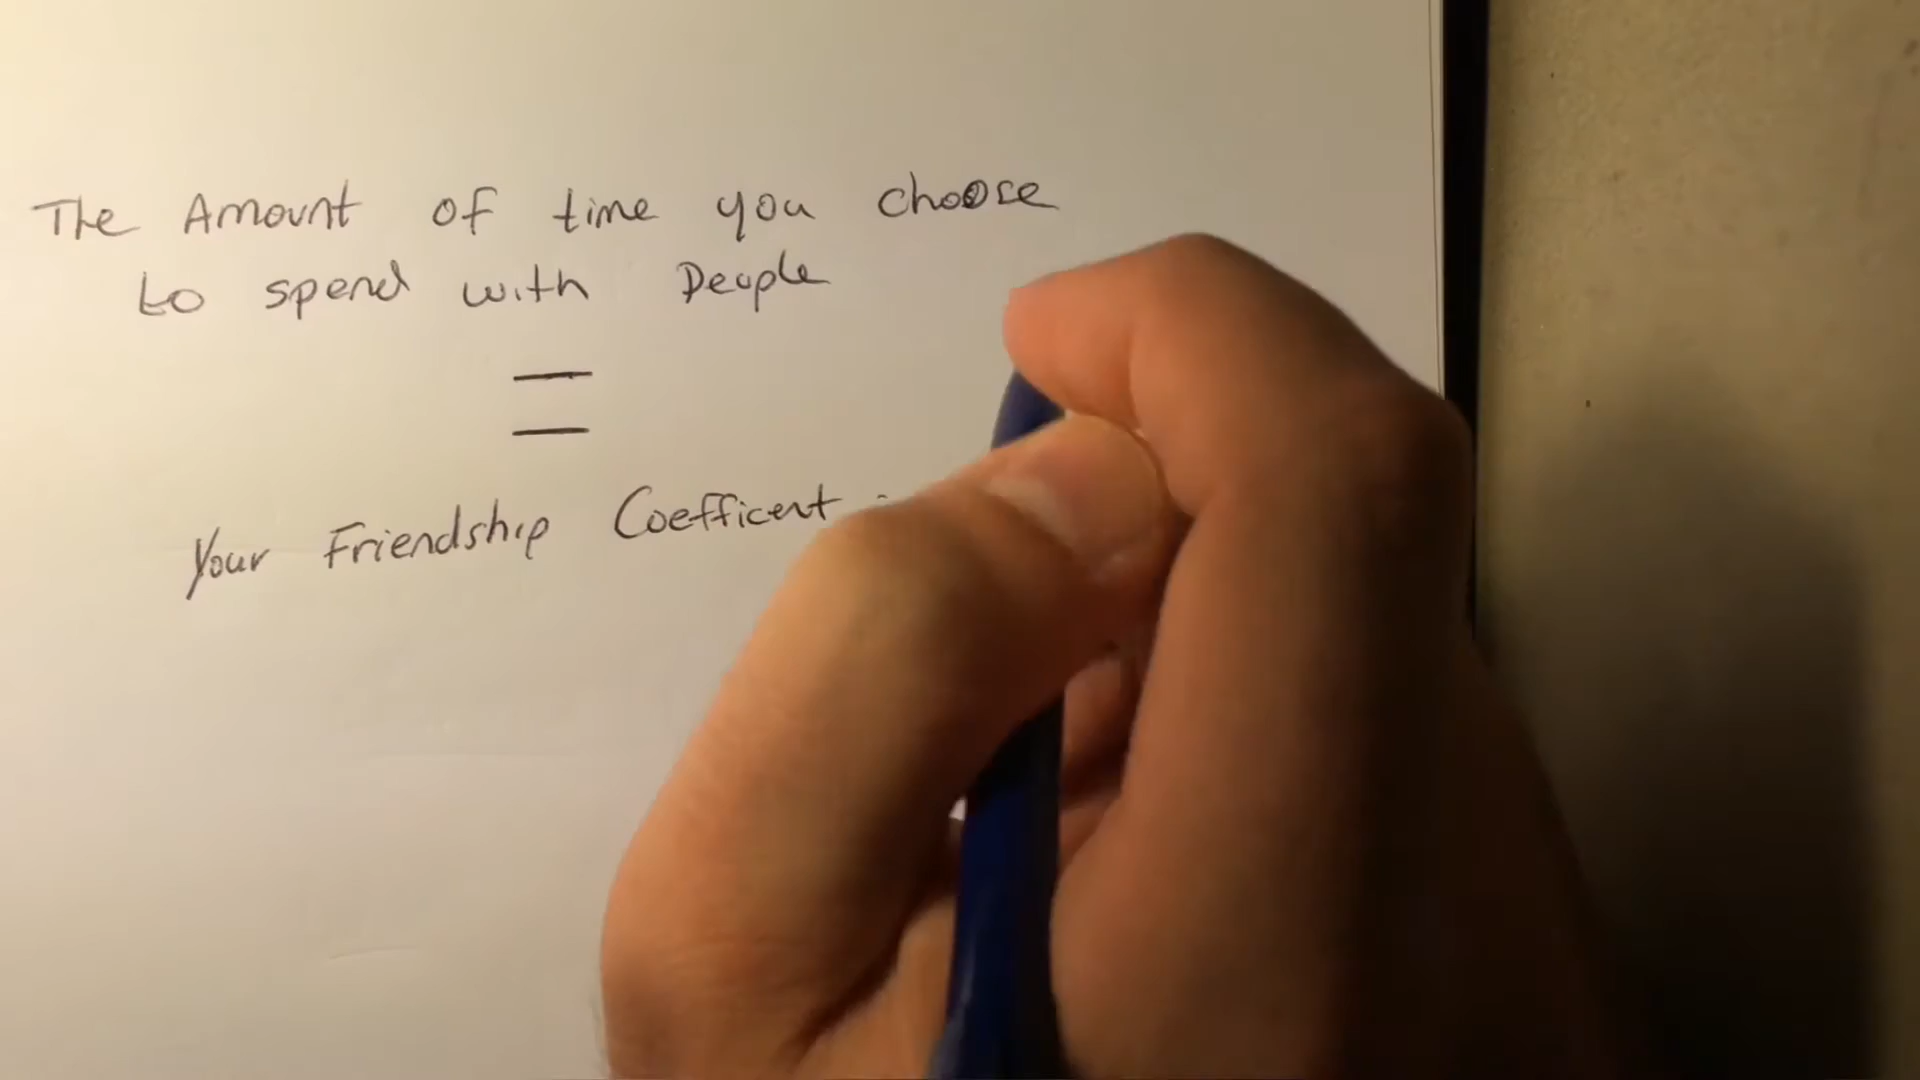 The Amount of time you choose
to spend with People
=
Your Friendship Coefficent